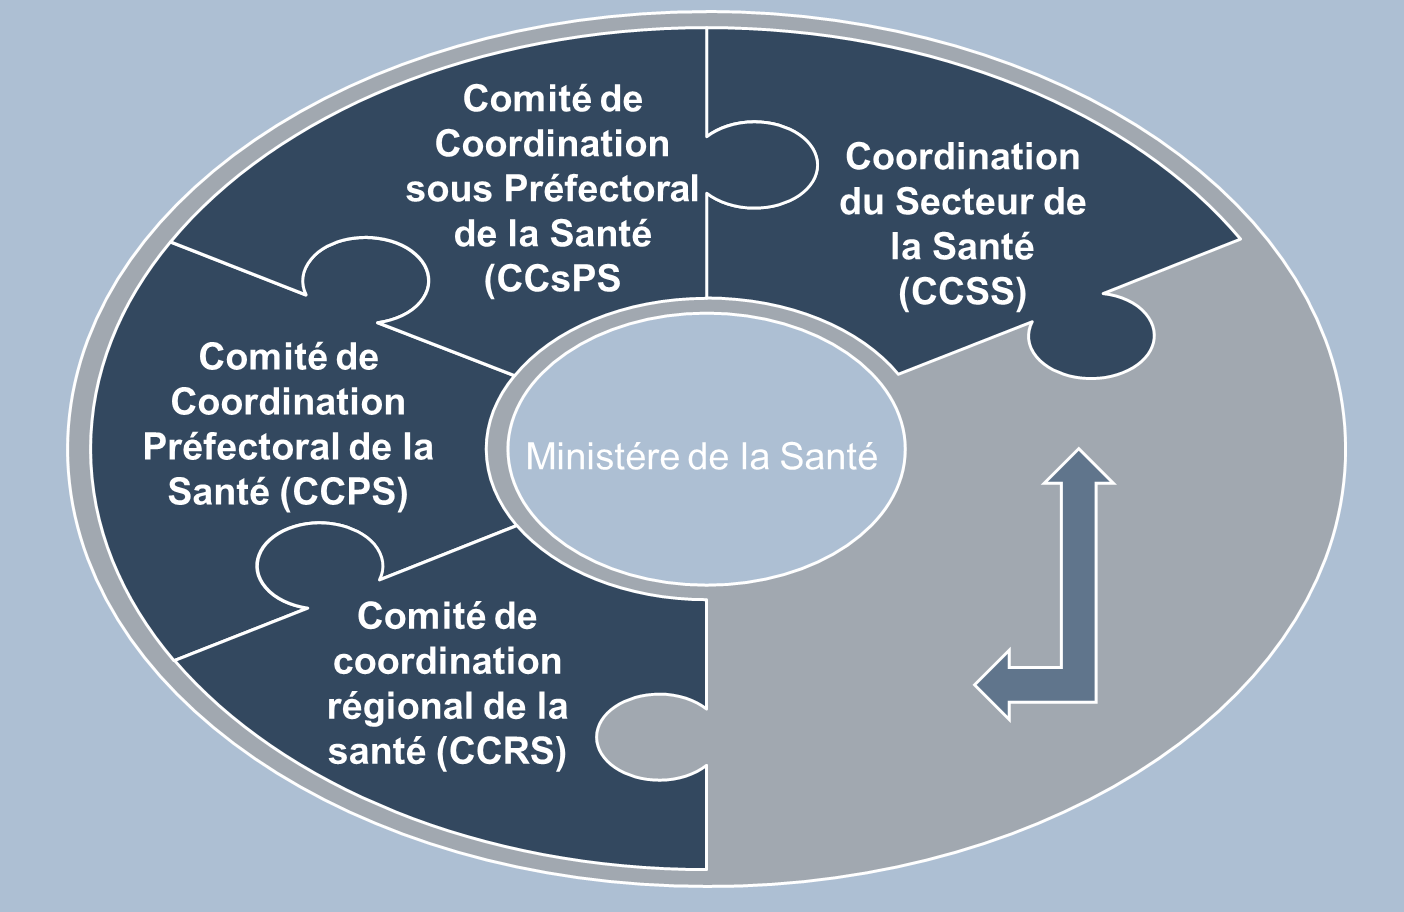 Comité de
Coordination
sous Préfectoral
de la Santé
(CCsPS
Coordination
du Secteur de
la Santé
(CCSS)
Comité de
Coordination
Préfectoral de la
Santé (CCPS)
Ministére de la Santé
Comité de
coordination
régional de la
santé (CCRS)